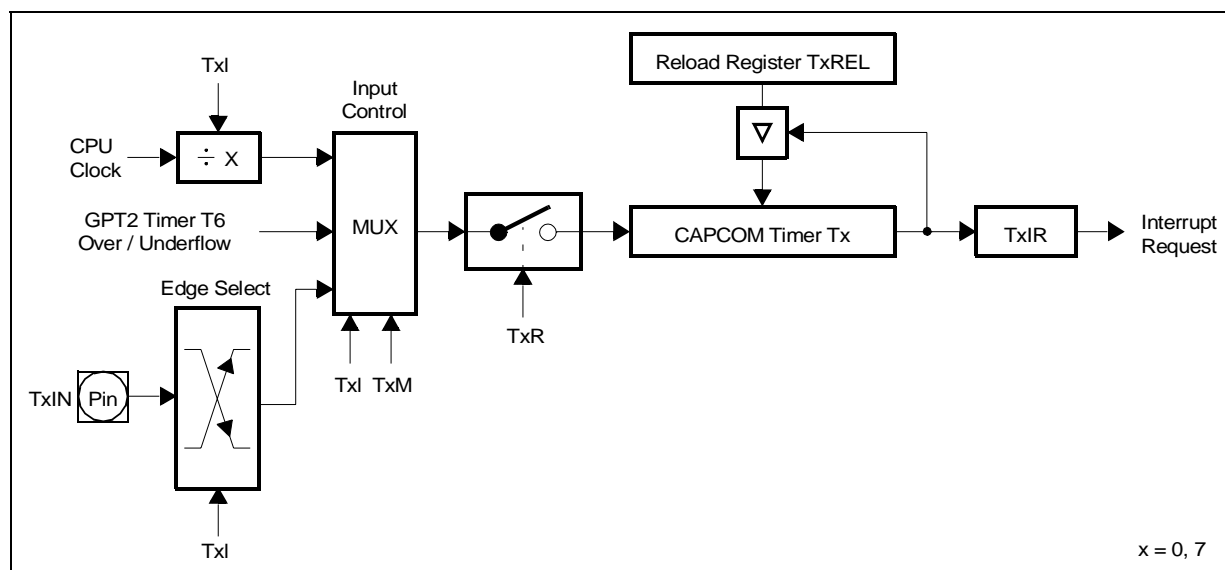 Reload Register TxREL
TxI
Input
Control
CPU
Clock
÷ X
GPT2 Timer T6
Over / Underflow
MUX
CAPCOM Timer Tx
TxIR
Interrupt
Request
Edge Select
TxR
TxI TxM
TxIN
Pin
TxI
x = 0, 7